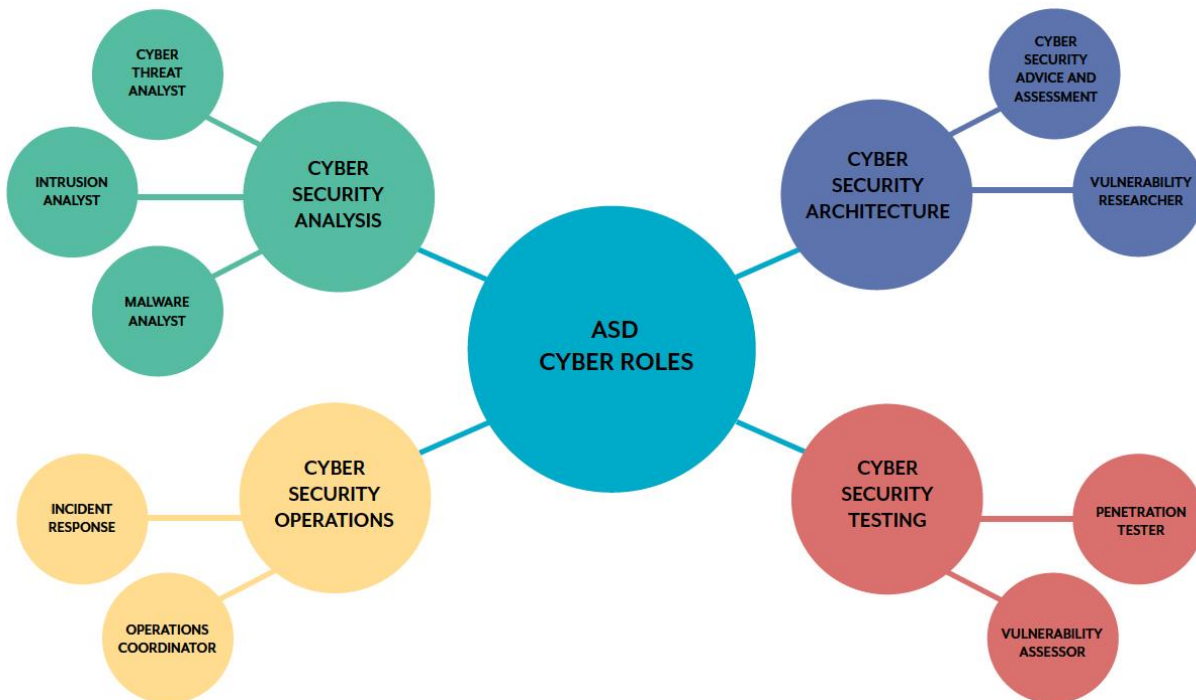 CYBER
THREAT
ANALYST
INTRUSION
ANALYST
MALWARE
ANALYST
CYBER
SECURITY
ANALYSIS
CYBER
SECURITY
ADVICE AND
ASSESSMENT
CYBER
SECURITY
ARCHITECTURE
VULNERABILITY
RESEARCHER
ASD
CYBER ROLES
CYBER
SECURITY
OPERATIONS
INCIDENT
RESPONSE
OPERATIONS
COORDINATOR
CYBER
SECURITY
TESTING
PENETRATION
TESTER
VULNERABILITY
ASSESSOR